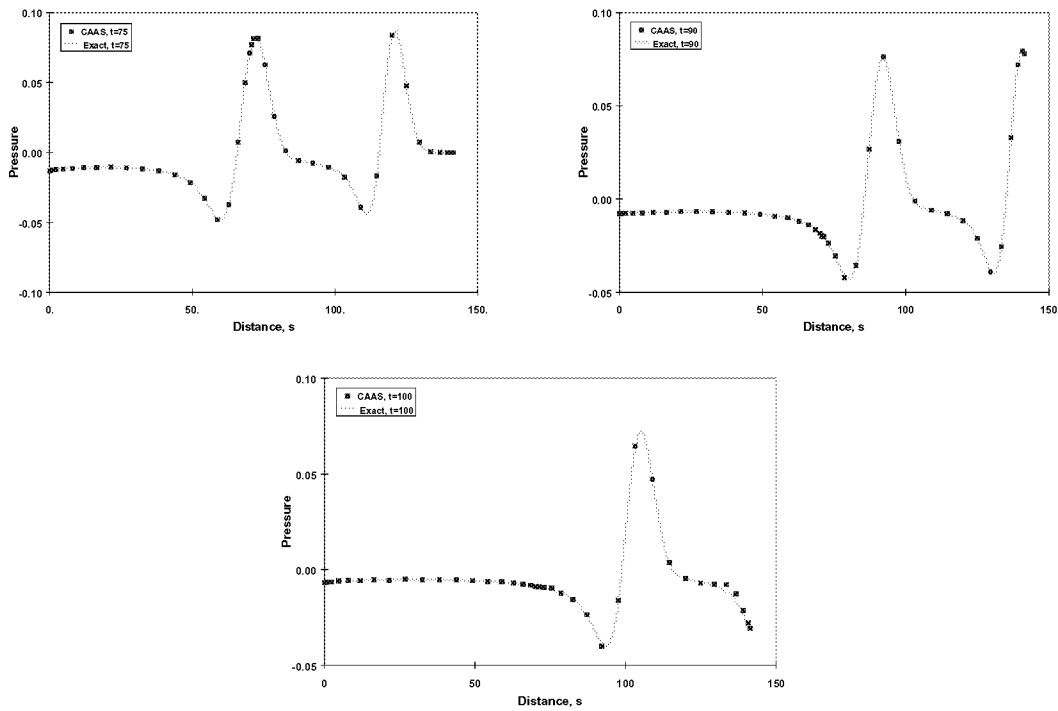 0.10
CAAS, t=75
Exact, t=75
0.05
Pressure
0.00
-0.05
-0.10
0.
50.
100.
150.
Distance, s
0.10
CAAS, t=90
Exact, t=90
0.05
Pressure
0.00
-0.05
0
50
100
150
Distance, s
0.10
CAAS, t=100
Exact, t=100
0.05
Pressure
0.00
-0.05
0
50
100
150
Distance, s